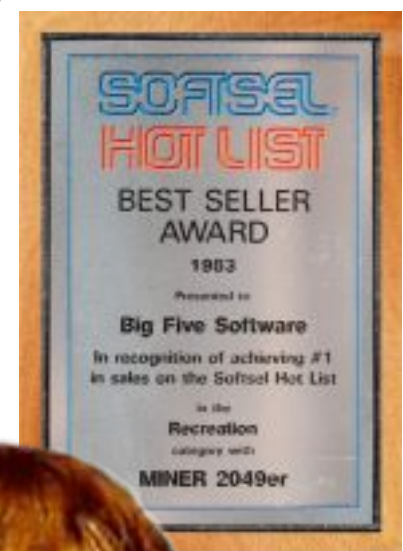 SOFTSEL
HOT LIST
BEST SELLER
AWARD
1983
Presented to
Big Five Software
In recognition of achieving #1
in sales on the Softsel Hot List
in the
Recreation
category with
MINER 2049er